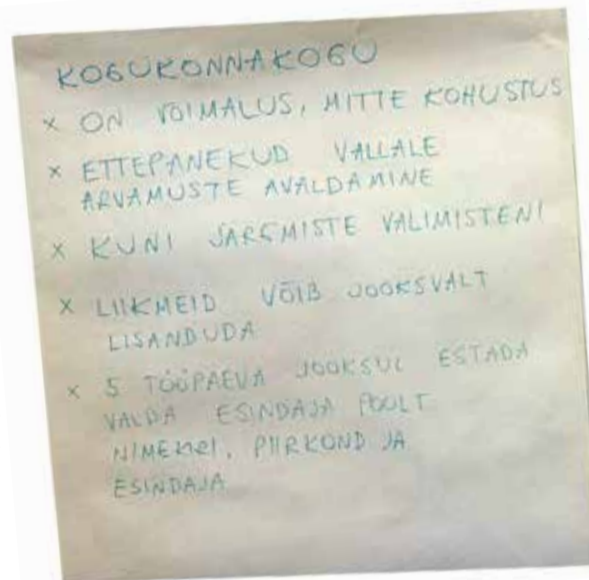 KOGUKONNAKOGU
× ON VÕIMALUS, MITTE KOHUSTUS
× ETTEPANEKUD VALLALE
ARVAMUSTE AVALDAMINE
× KUNI JÄRGMISTE VALIMISTENI
× LIIKMEID VÕIB JOOKSVALT
LISANDUDA
× 5 TÖÖPÄEVA JOOKSUL ESTADA
VALDA ESINDAJA POOLT
NIMEKIRI, PIIRKOND JA
ESINDAJA